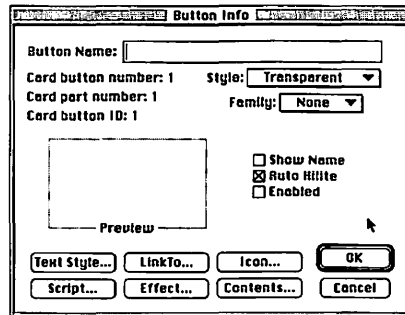 Button Info
Button Name:
Card button number: 1
Style: Transparent
Card part number: 1
Family: None
Card button ID: 1
Show Name
Auto Hilite
Enabled
Preview
Text Style... LinkTo... Icon... OK
Script... Effect... Contents... Cancel